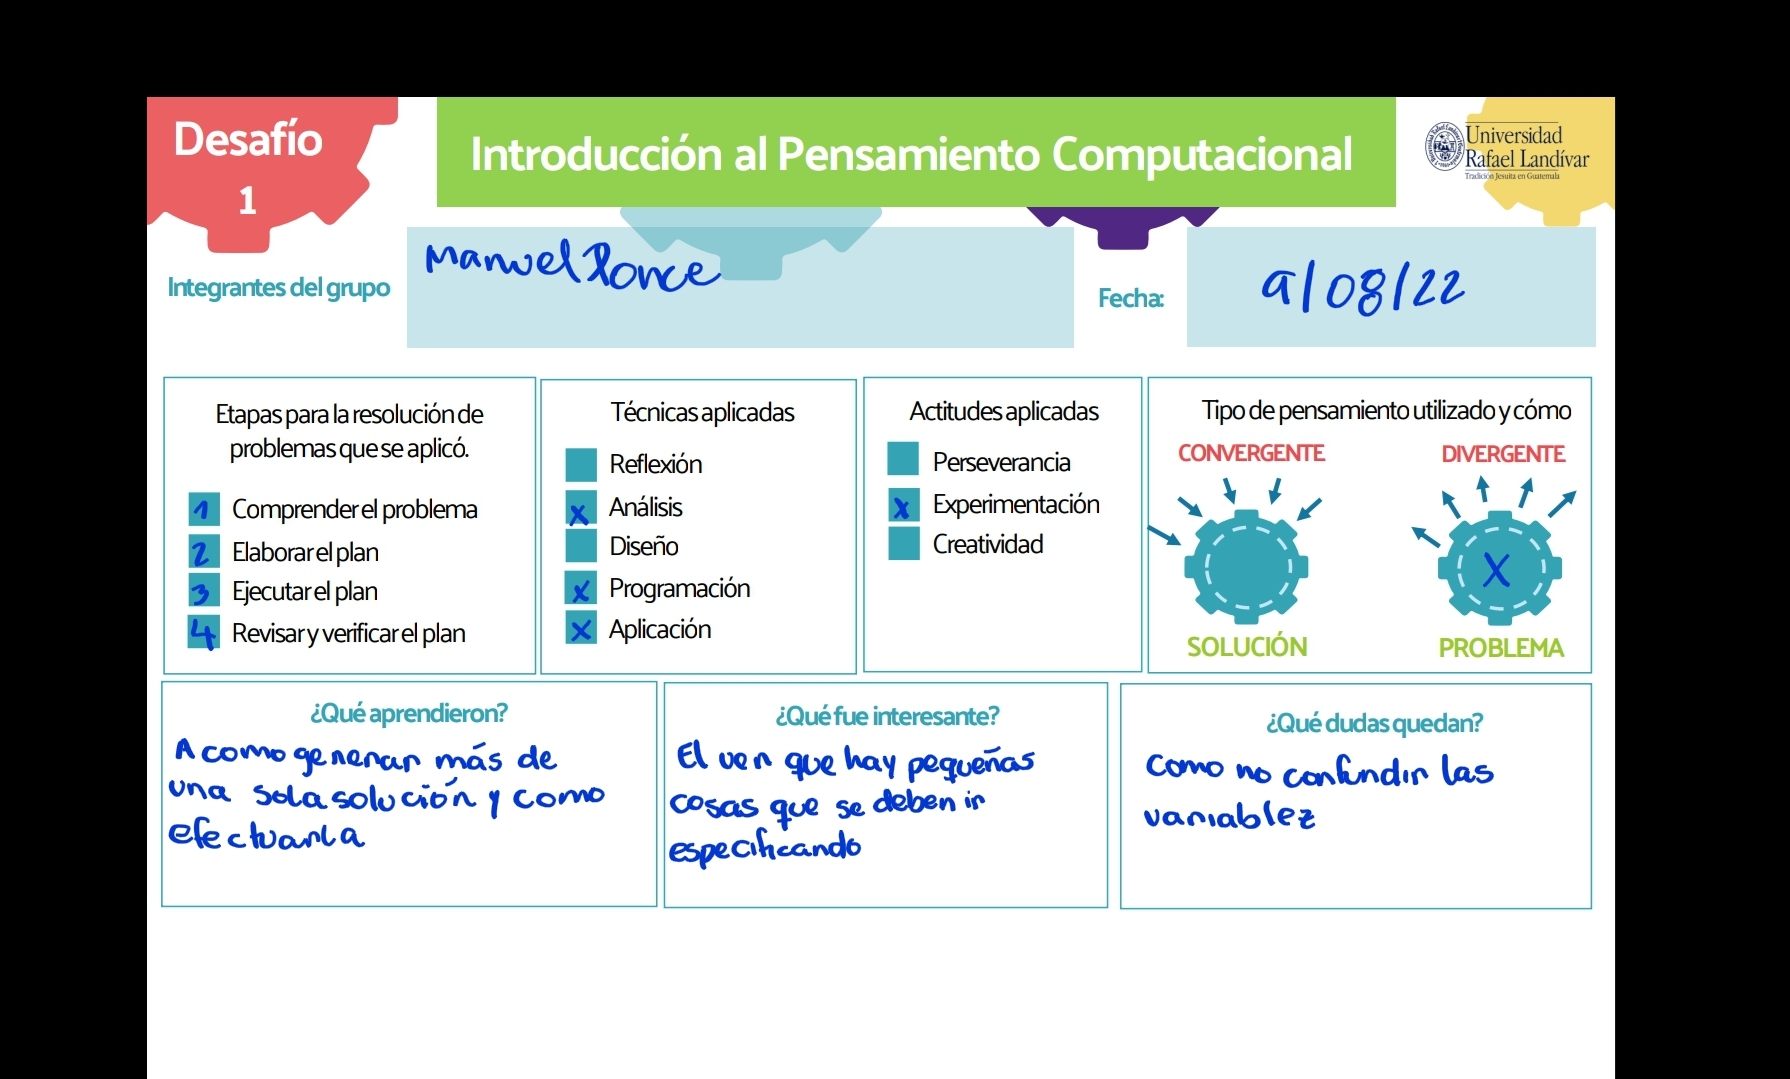 Desafío
1
Introducción al Pensamiento Computacional
Universidad
Rafael Landívar
Tradición Jesuita en Guatemala
Integrantes del grupo
Manuel Ponce
Fecha:
9/08/22
Etapas para la resolución de
problemas que se aplicó.
1 Comprender el problema
2 Elaborar el plan
3 Ejecutar el plan
4 Revisar y verificar el plan
Técnicas aplicadas
Reflexión
x Análisis
Diseño
x Programación
x Aplicación
Actitudes aplicadas
Perseverancia
x Experimentación
Creatividad
Tipo de pensamiento utilizado y cómo
CONVERGENTE
SOLUCIÓN
DIVERGENTE
X
PROBLEMA
¿Qué aprendieron?
A como generar más de
una sola solución y como
efectuarla
¿Qué fue interesante?
El ver que hay pequeñas
cosas que se deben ir
especificando
¿Qué dudas quedan?
Como no confundir las
variablez